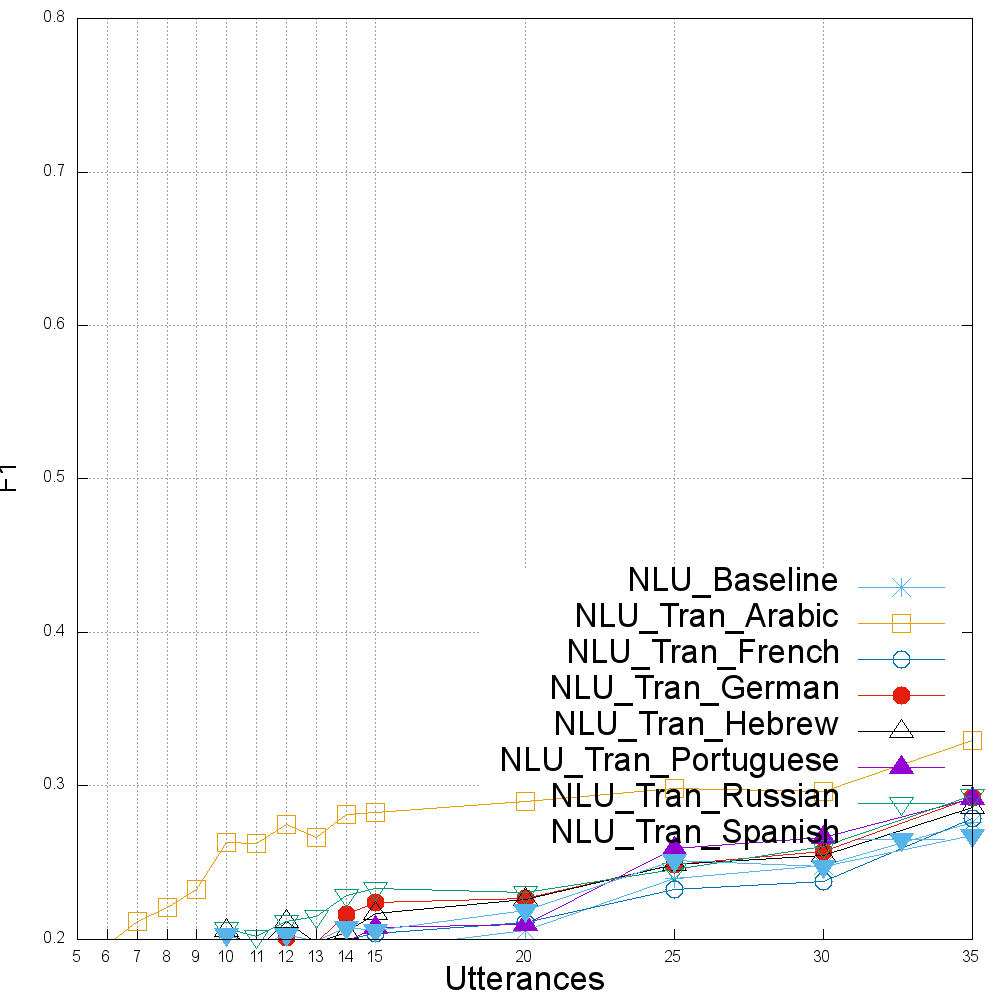 0.8
0.7
0.6
0.5
F1
NLU_Baseline
NLU_Tran_Arabic
0.4
NLU_Tran_French
NLU_Tran_German
NLU_Tran_Hebrew
NLU_Tran_Portuguese
0.3
NLU_Tran_Russian
NLU_Tran_Spanish
0.2
5 6 7 8 9 10 11 12 13 14 15 20 25 30 35
Utterances